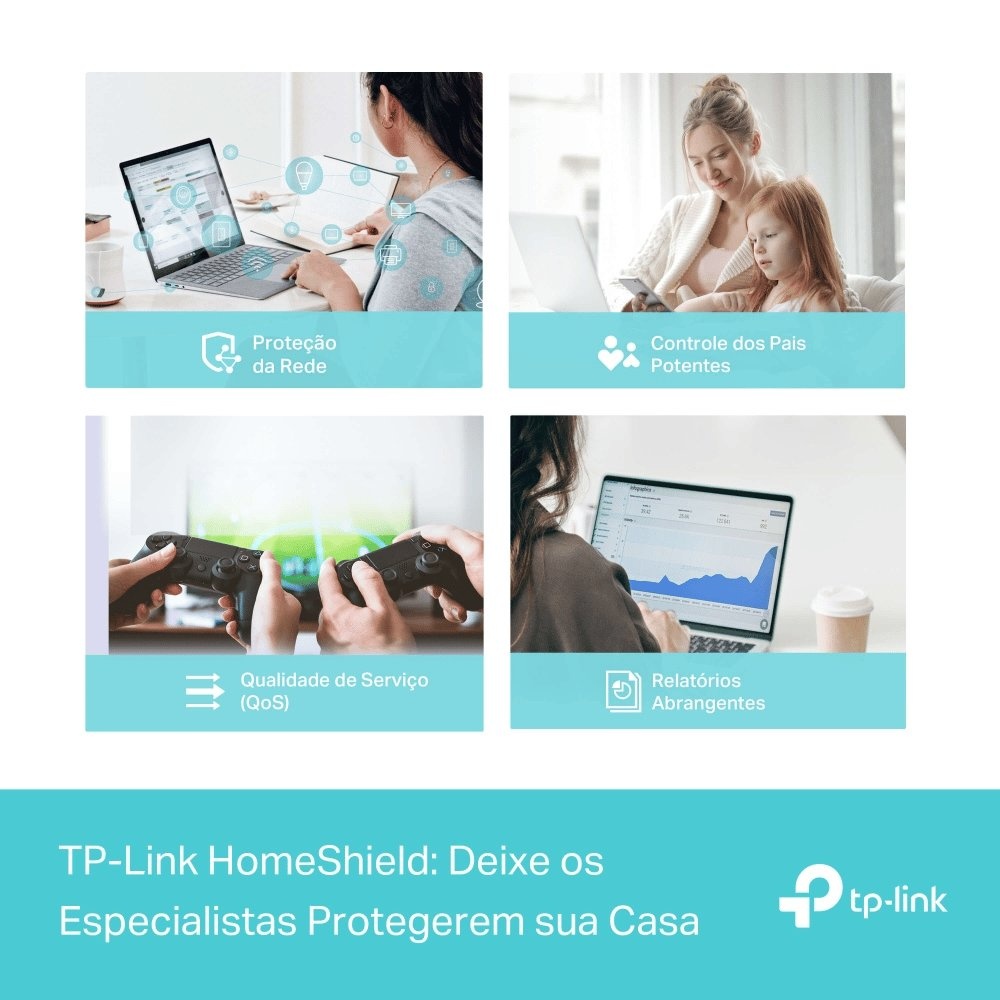 Proteção
da Rede
Controle dos Pais
Potentes
Qualidade de Serviço
(QoS)
Relatórios
Abrangentes
TP-Link HomeShield: Deixe os
Especialistas Protegerem sua Casa
tp-link